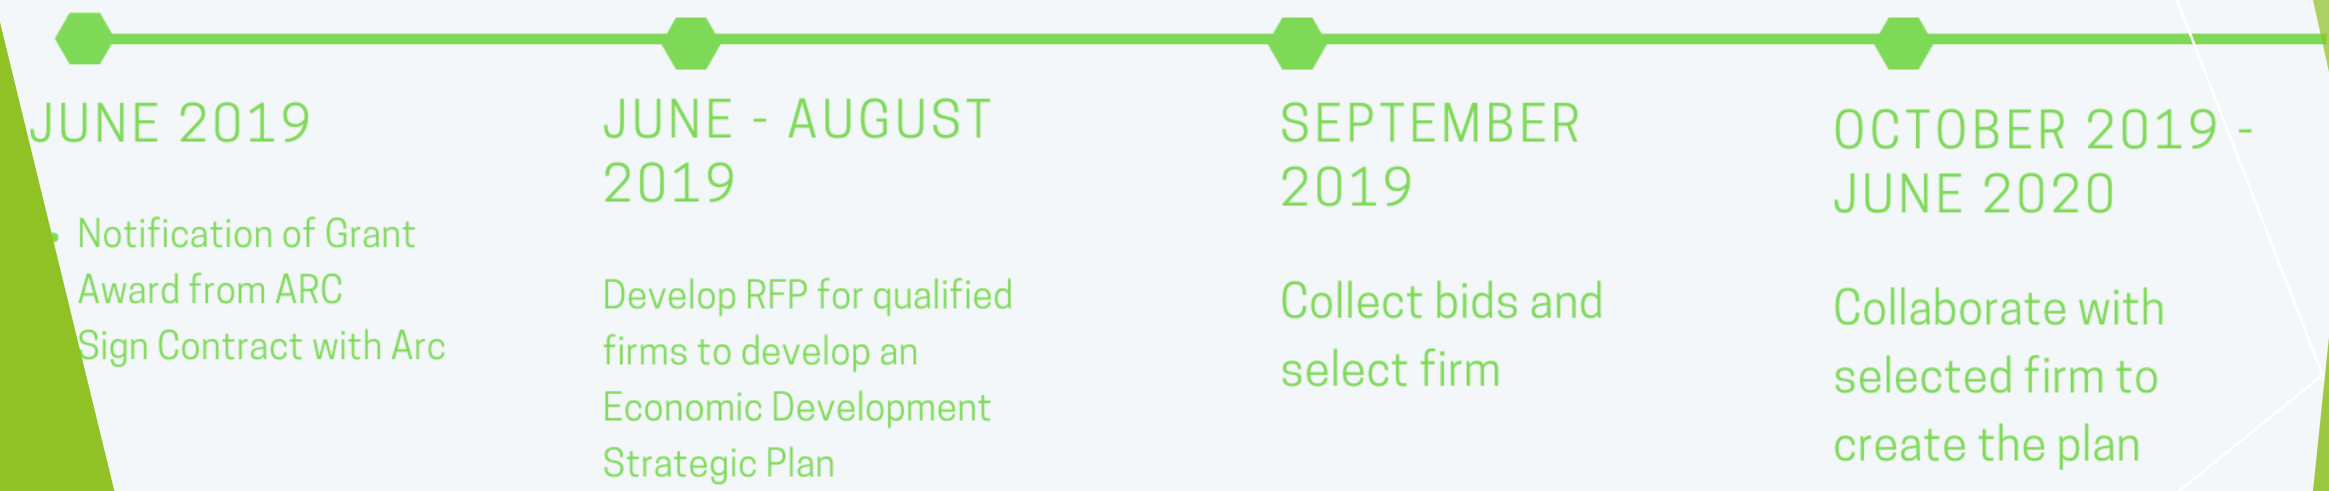 JUNE 2019
• Notification of Grant
Award from ARC
Sign Contract with Arc
JUNE - AUGUST
2019
Develop RFP for qualified
firms to develop an
Economic Development
Strategic Plan
SEPTEMBER
2019
Collect bids and
select firm
OCTOBER 2019 -
JUNE 2020
Collaborate with
selected firm to
create the plan